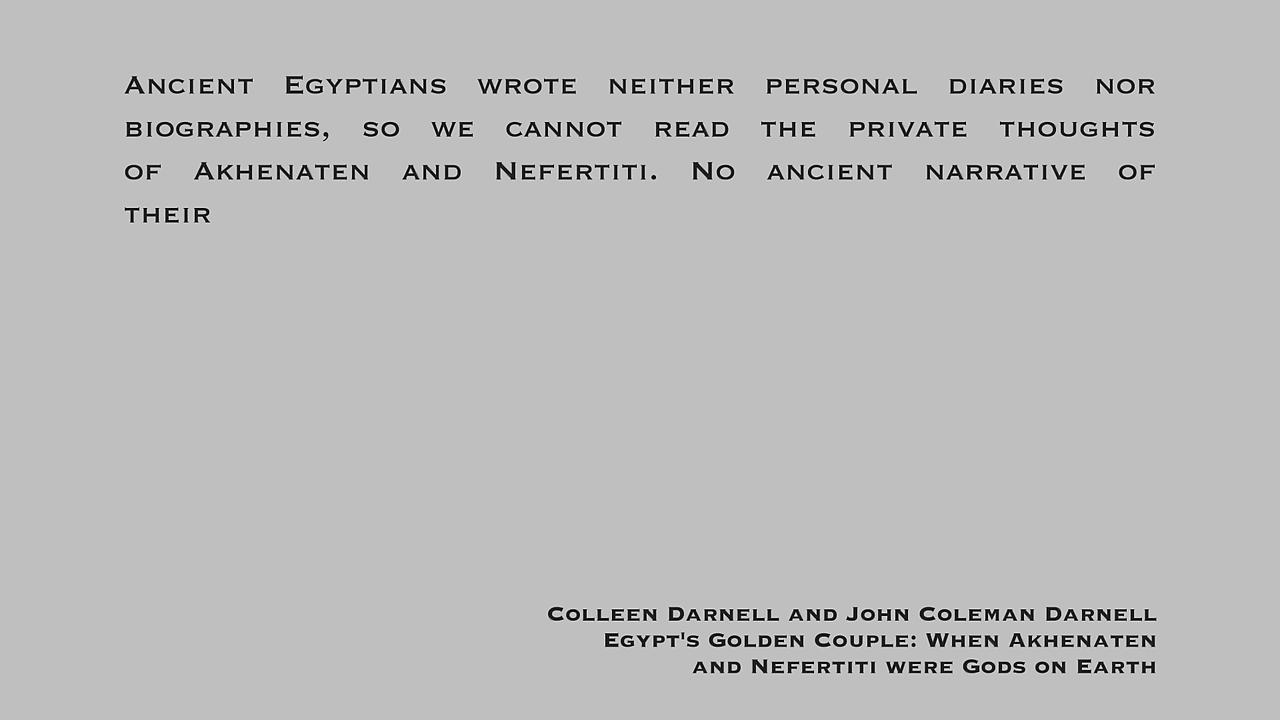 Ancient Egyptians wrote neither personal diaries nor
biographies, so we cannot read the private thoughts
of Akhenaten and Nefertiti. No ancient narrative of
their
Colleen Darnell and John Coleman Darnell
Egypt's Golden Couple: When Akhenaten
and Nefertiti were Gods on Earth